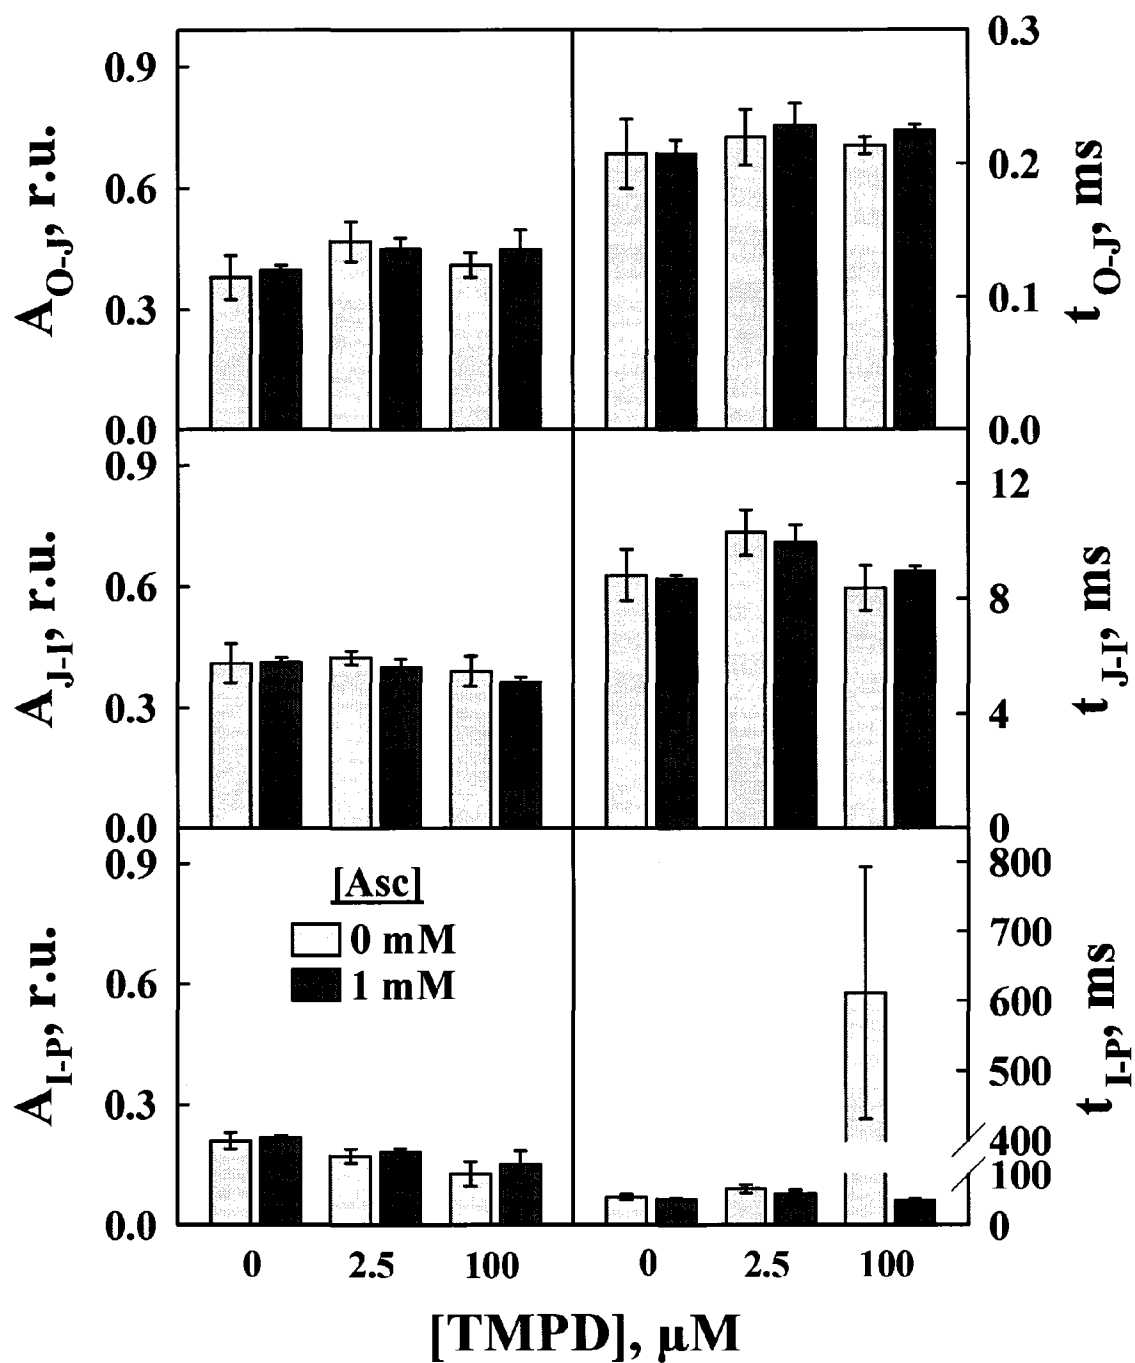 0.9
0.6
0.3
0.0
A_O-J, r.u.
0.3
0.2
0.1
0.0
t_O-J, ms
0.9
0.6
0.3
0.0
A_J-I, r.u.
12
8
4
0
t_J-I, ms
0.9
0.6
0.3
0.0
A_I-P, r.u.
[Asc]
0 mM
1 mM
800
700
600
500
400
100
0
t_I-P, ms
0 2.5 100 0 2.5 100
[TMPD], μM